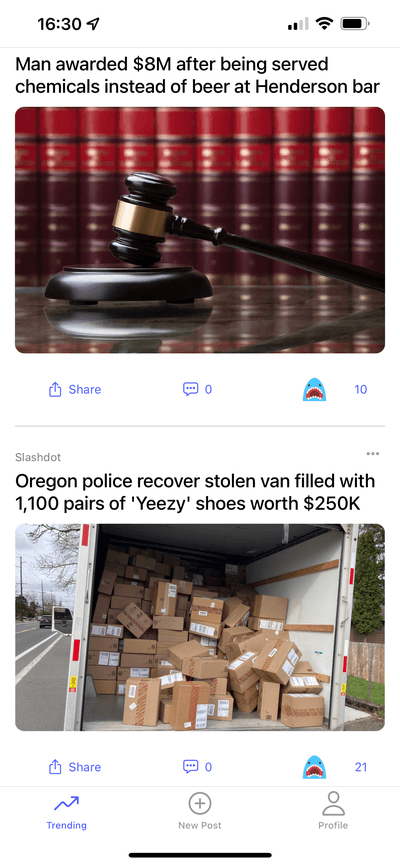 16:30
Man awarded $8M after being served
chemicals instead of beer at Henderson bar
Share
0
10
Slashdot
Oregon police recover stolen van filled with
1,100 pairs of 'Yeezy' shoes worth $250K
Share
0
21
Trending
New Post
Profile